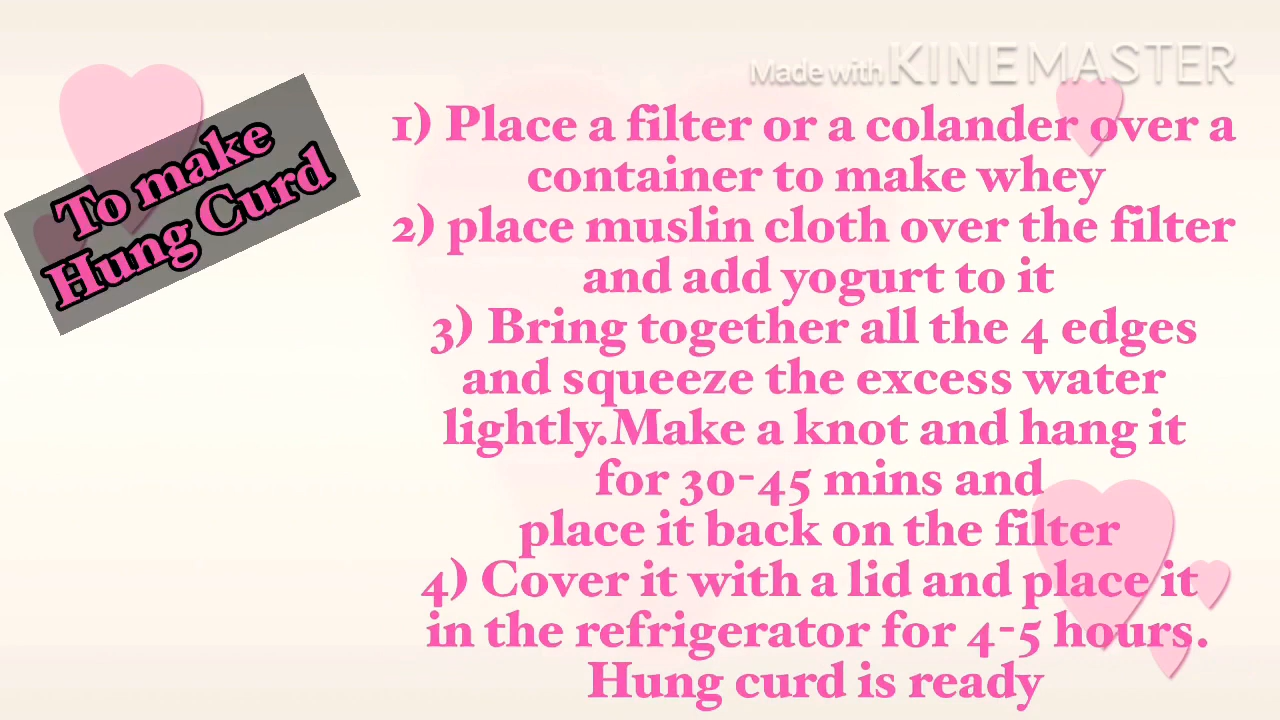 Made with KINEMASTER
To make
Hung Curd
1) Place a filter or a colander over a
container to make whey
2) place muslin cloth over the filter
and add yogurt to it
3) Bring together all the 4 edges
and squeeze the excess water
lightly.Make a knot and hang it
for 30-45 mins and
place it back on the filter
4) Cover it with a lid and place it
in the refrigerator for 4-5 hours.
Hung curd is ready